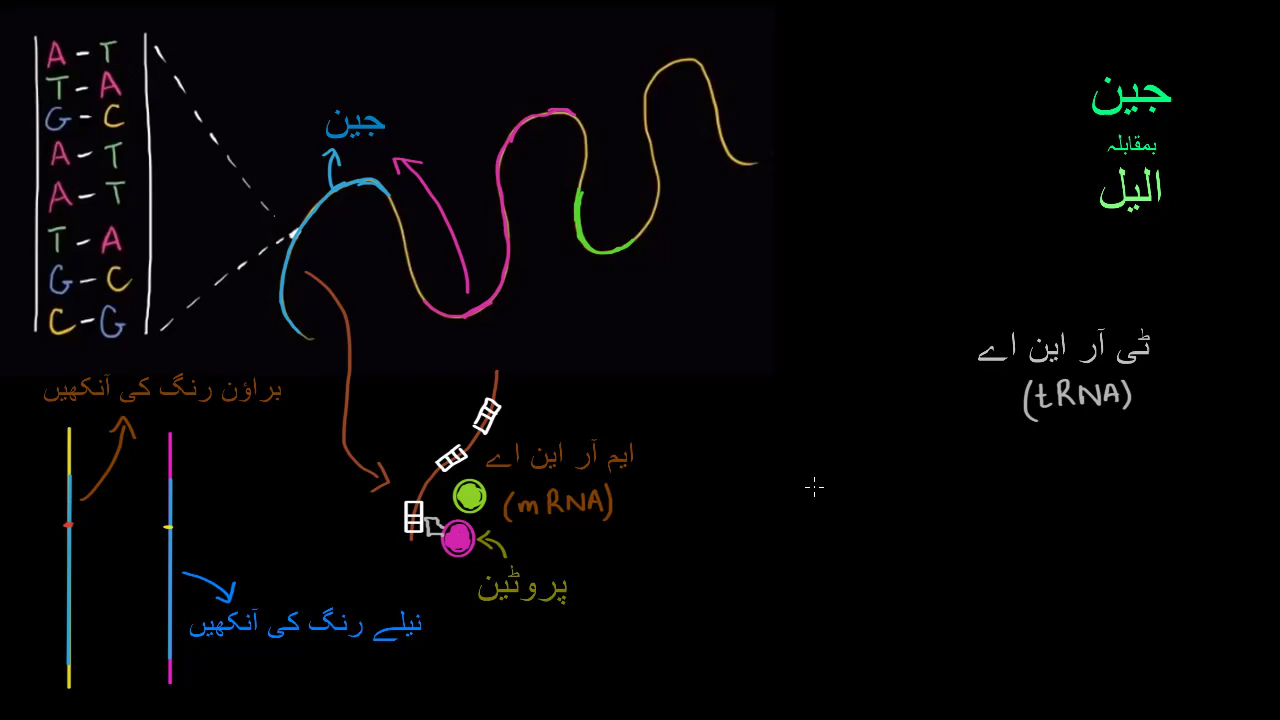 A - T
T - A
G - C
A - T
A - T
T - A
G - C
C - G
جین
جین
بمقابلہ
الیل
ٹی آر این اے
(tRNA)
براؤن رنگ کی آنکھیں
ایم آر این اے
(mRNA)
پروٹین
نیلے رنگ کی آنکھیں